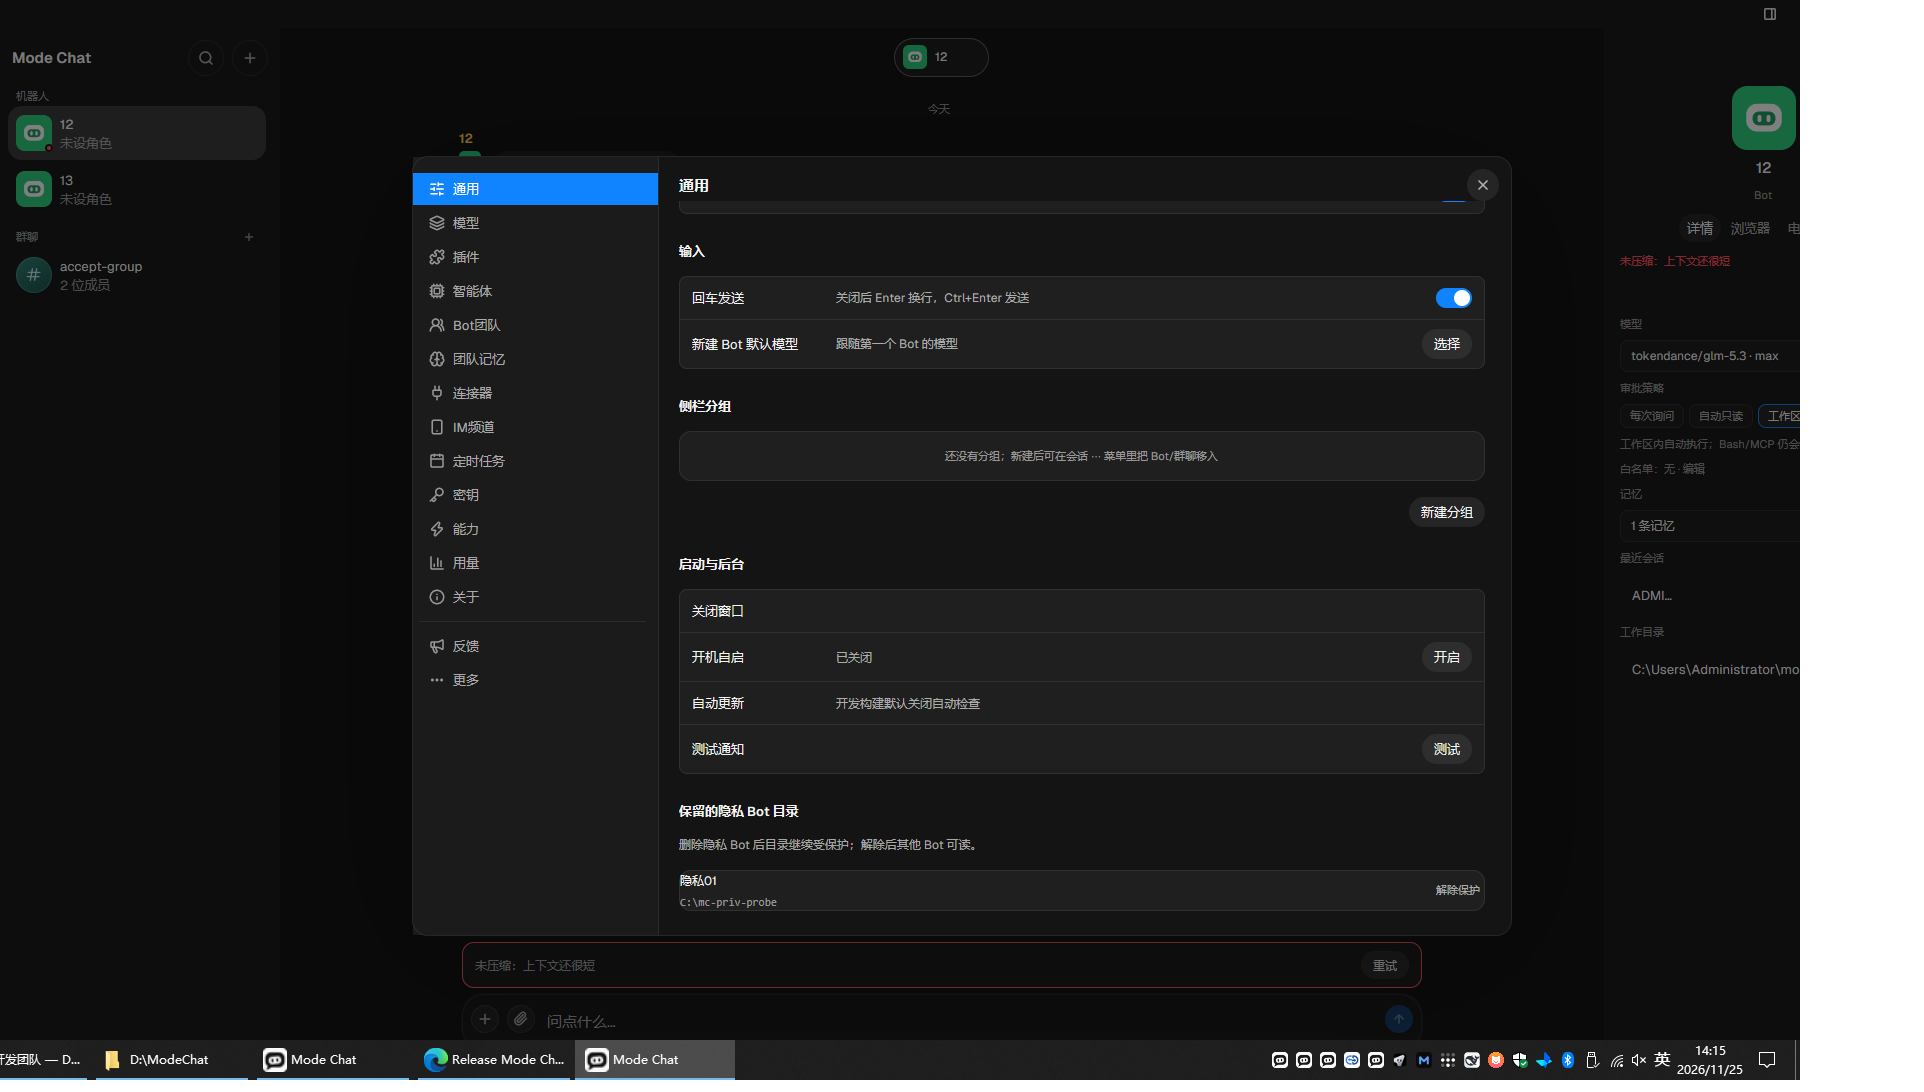 Mode Chat
机器人
12
未设角色
13
未设角色
群聊
accept-group
2 位成员
12
今天
12
通用
模型
插件
智能体
Bot团队
团队记忆
连接器
IM频道
定时任务
密钥
能力
用量
关于
反馈
更多
通用
输入
回车发送
关闭后 Enter 换行，Ctrl+Enter 发送
新建 Bot 默认模型
跟随第一个 Bot 的模型
选择
侧栏分组
还没有分组；新建后可在会话 ··· 菜单里把 Bot/群聊移入
新建分组
启动与后台
关闭窗口
开机自启
已关闭
开启
自动更新
开发构建默认关闭自动检查
测试通知
测试
保留的隐私 Bot 目录
删除隐私 Bot 后目录继续受保护；解除后其他 Bot 可读。
隐私01
C:\mc-priv-probe
解除保护
未压缩：上下文还很短
重试
问点什么...
12
Bot
详情
浏览器
电
未压缩：上下文还很短
模型
tokendance/glm-5.3 · max
审批策略
每次询问
自动只读
工作区
工作区内自动执行；Bash/MCP 仍会
白名单：无 · 编辑
记忆
1 条记忆
最近会话
ADMI...
工作目录
C:\Users\Administrator\mo
开发团队 — D...
D:\ModeChat
Mode Chat
Release Mode Ch...
Mode Chat
英
14:15
2026/11/25